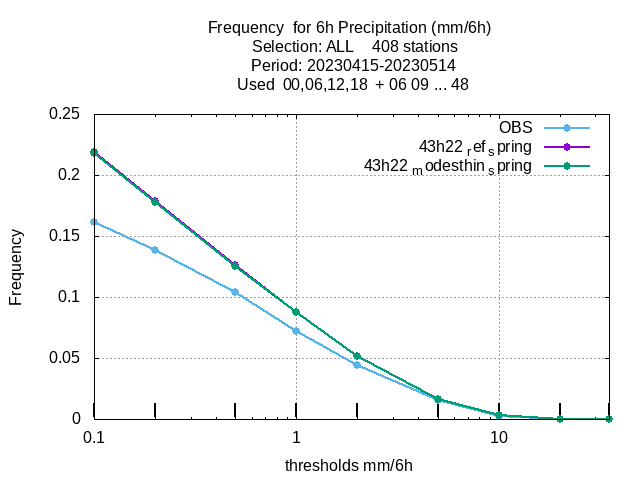 Frequency  for 6h Precipitation (mm/6h)
Selection: ALL    408 stations
Period: 20230415-20230514
Used  00,06,12,18  + 06 09 ... 48
0.25
0.2
0.15
0.1
0.05
0
Frequency
OBS
43h22 ref spring
43h22 modesthin spring
0.1
1
10
thresholds mm/6h